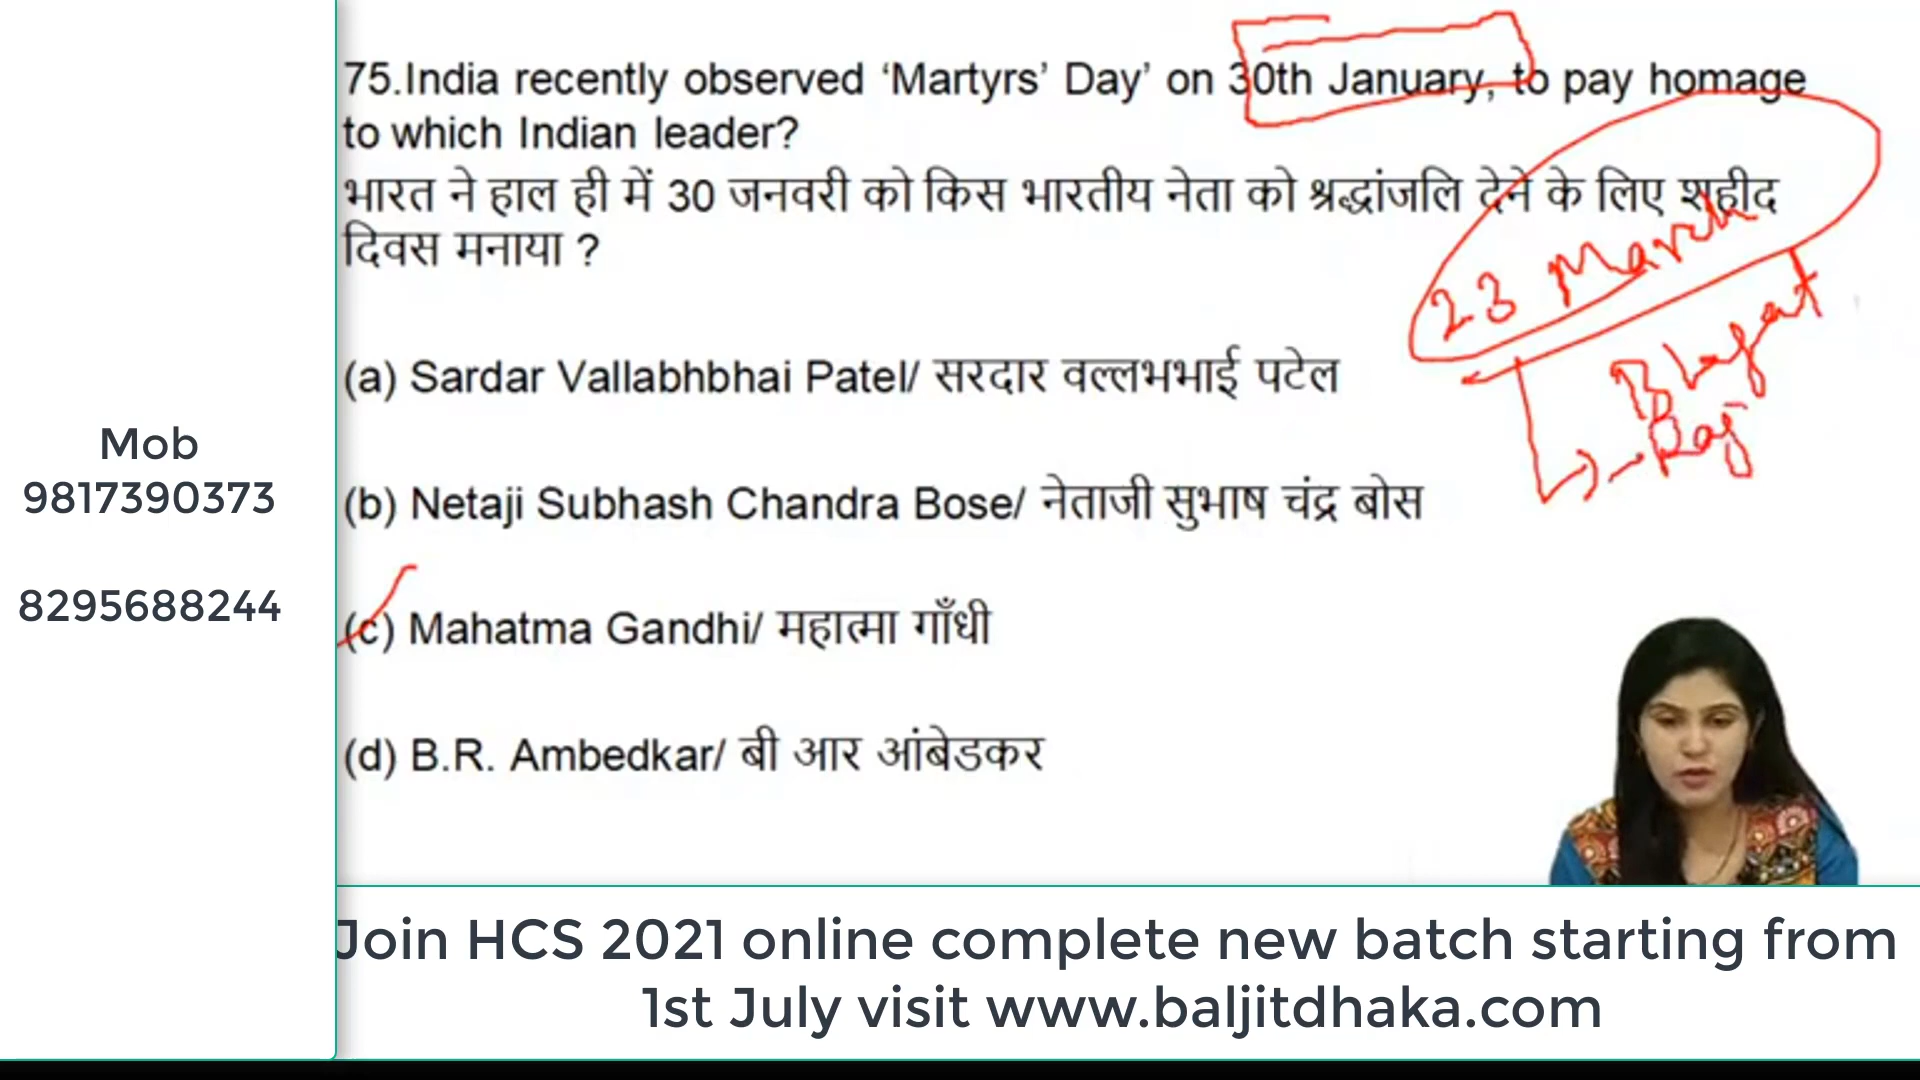 75.India recently observed ‘Martyrs’ Day’ on 30th January, to pay homage
to which Indian leader?
भारत ने हाल ही में 30 जनवरी को किस भारतीय नेता को श्रद्धांजलि देने के लिए शहीद
दिवस मनाया ?
23 March
Bhagat
Raj
(a) Sardar Vallabhbhai Patel/ सरदार वल्लभभाई पटेल
(b) Netaji Subhash Chandra Bose/ नेताजी सुभाष चंद्र बोस
(c) Mahatma Gandhi/ महात्मा गाँधी
(d) B.R. Ambedkar/ बी आर आंबेडकर
Mob
9817390373
8295688244
Join HCS 2021 online complete new batch starting from
1st July visit www.baljitdhaka.com